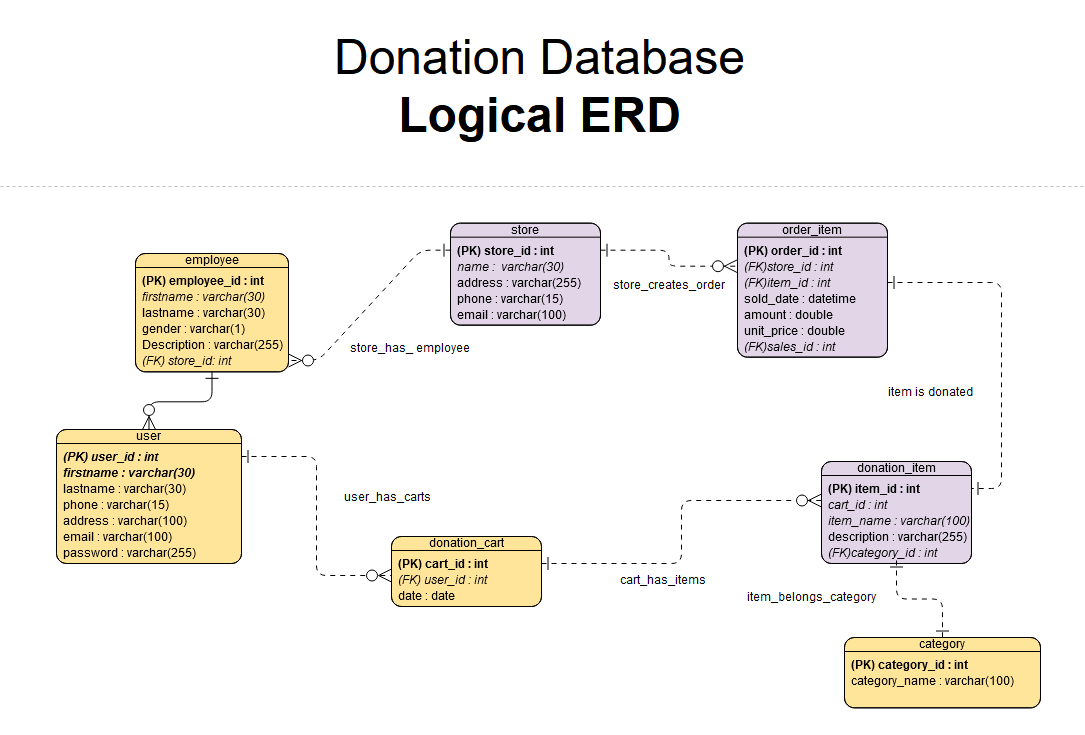 Donation Database
Logical ERD
employee
(PK) employee_id : int
firstname : varchar(30)
lastname : varchar(30)
gender : varchar(1)
Description : varchar(255)
(FK) store_id: int
store
(PK) store_id : int
name :  varchar(30)
address : varchar(255)
phone : varchar(15)
email : varchar(100)
order_item
(PK) order_id : int
(FK)store_id : int
(FK)item_id : int
sold_date : datetime
amount : double
unit_price : double
(FK)sales_id : int
store_creates_order
store_has_ employee
item is donated
user
(PK) user_id : int
firstname : varchar(30)
lastname : varchar(30)
phone : varchar(15)
address : varchar(100)
email : varchar(100)
password : varchar(255)
user_has_carts
donation_cart
(PK) cart_id : int
(FK) user_id : int
date : date
cart_has_items
donation_item
(PK) item_id : int
cart_id : int
item_name : varchar(100)
description : varchar(255)
(FK)category_id : int
item_belongs_category
category
(PK) category_id : int
category_name : varchar(100)